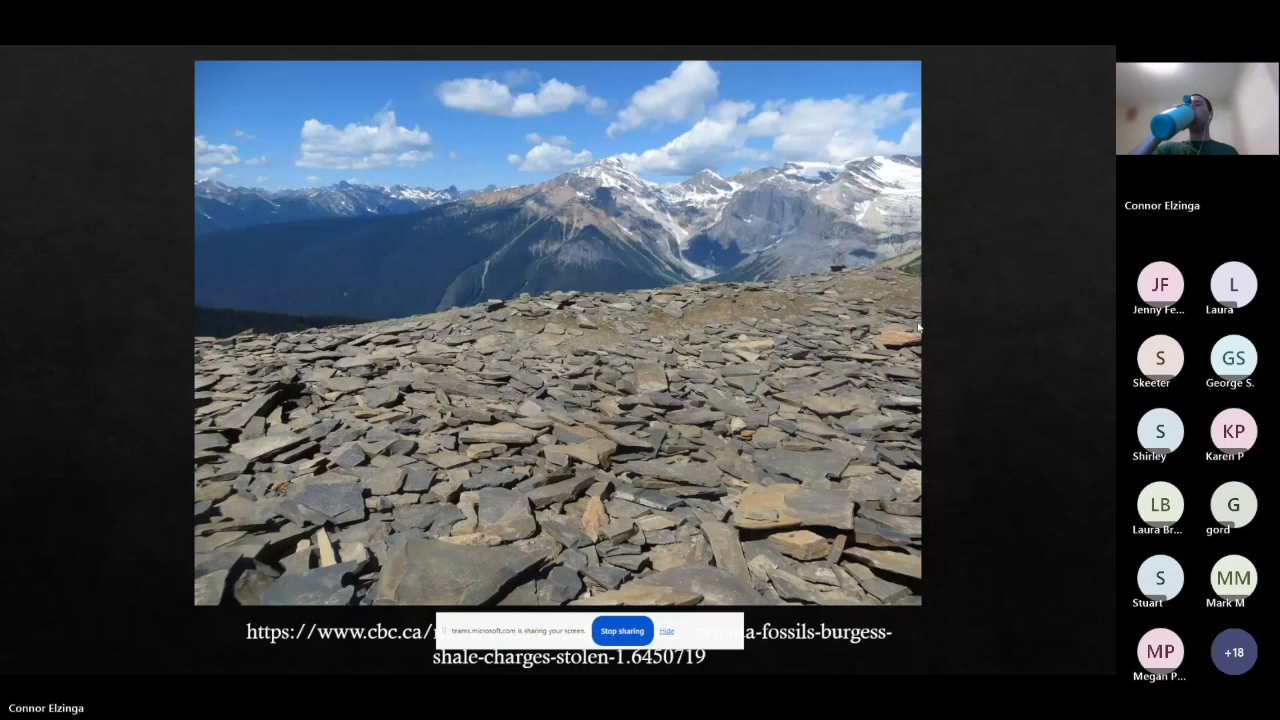 Connor Elzinga
JF
Jenny Fe...
L
Laura
S
Skeeter
GS
George S.
S
Shirley
KP
Karen P
LB
Laura Br...
G
gord
S
Stuart
MM
Mark M
MP
Megan P...
+18
teams.microsoft.com is sharing your screen.
Stop sharing
Hide
https://www.cbc.ca/ -fossils-burgess-
shale-charges-stolen-1.6450719
Connor Elzinga